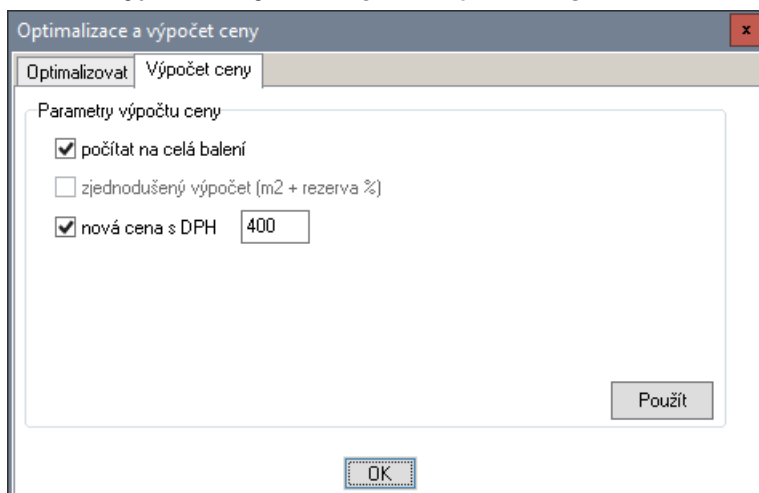 Optimalizace a výpočet ceny
x
Optimalizovat Výpočet ceny
Parametry výpočtu ceny
počítat na celá balení
zjednodušený výpočet (m2 + rezerva %)
nová cena s DPH 400
Použít
OK